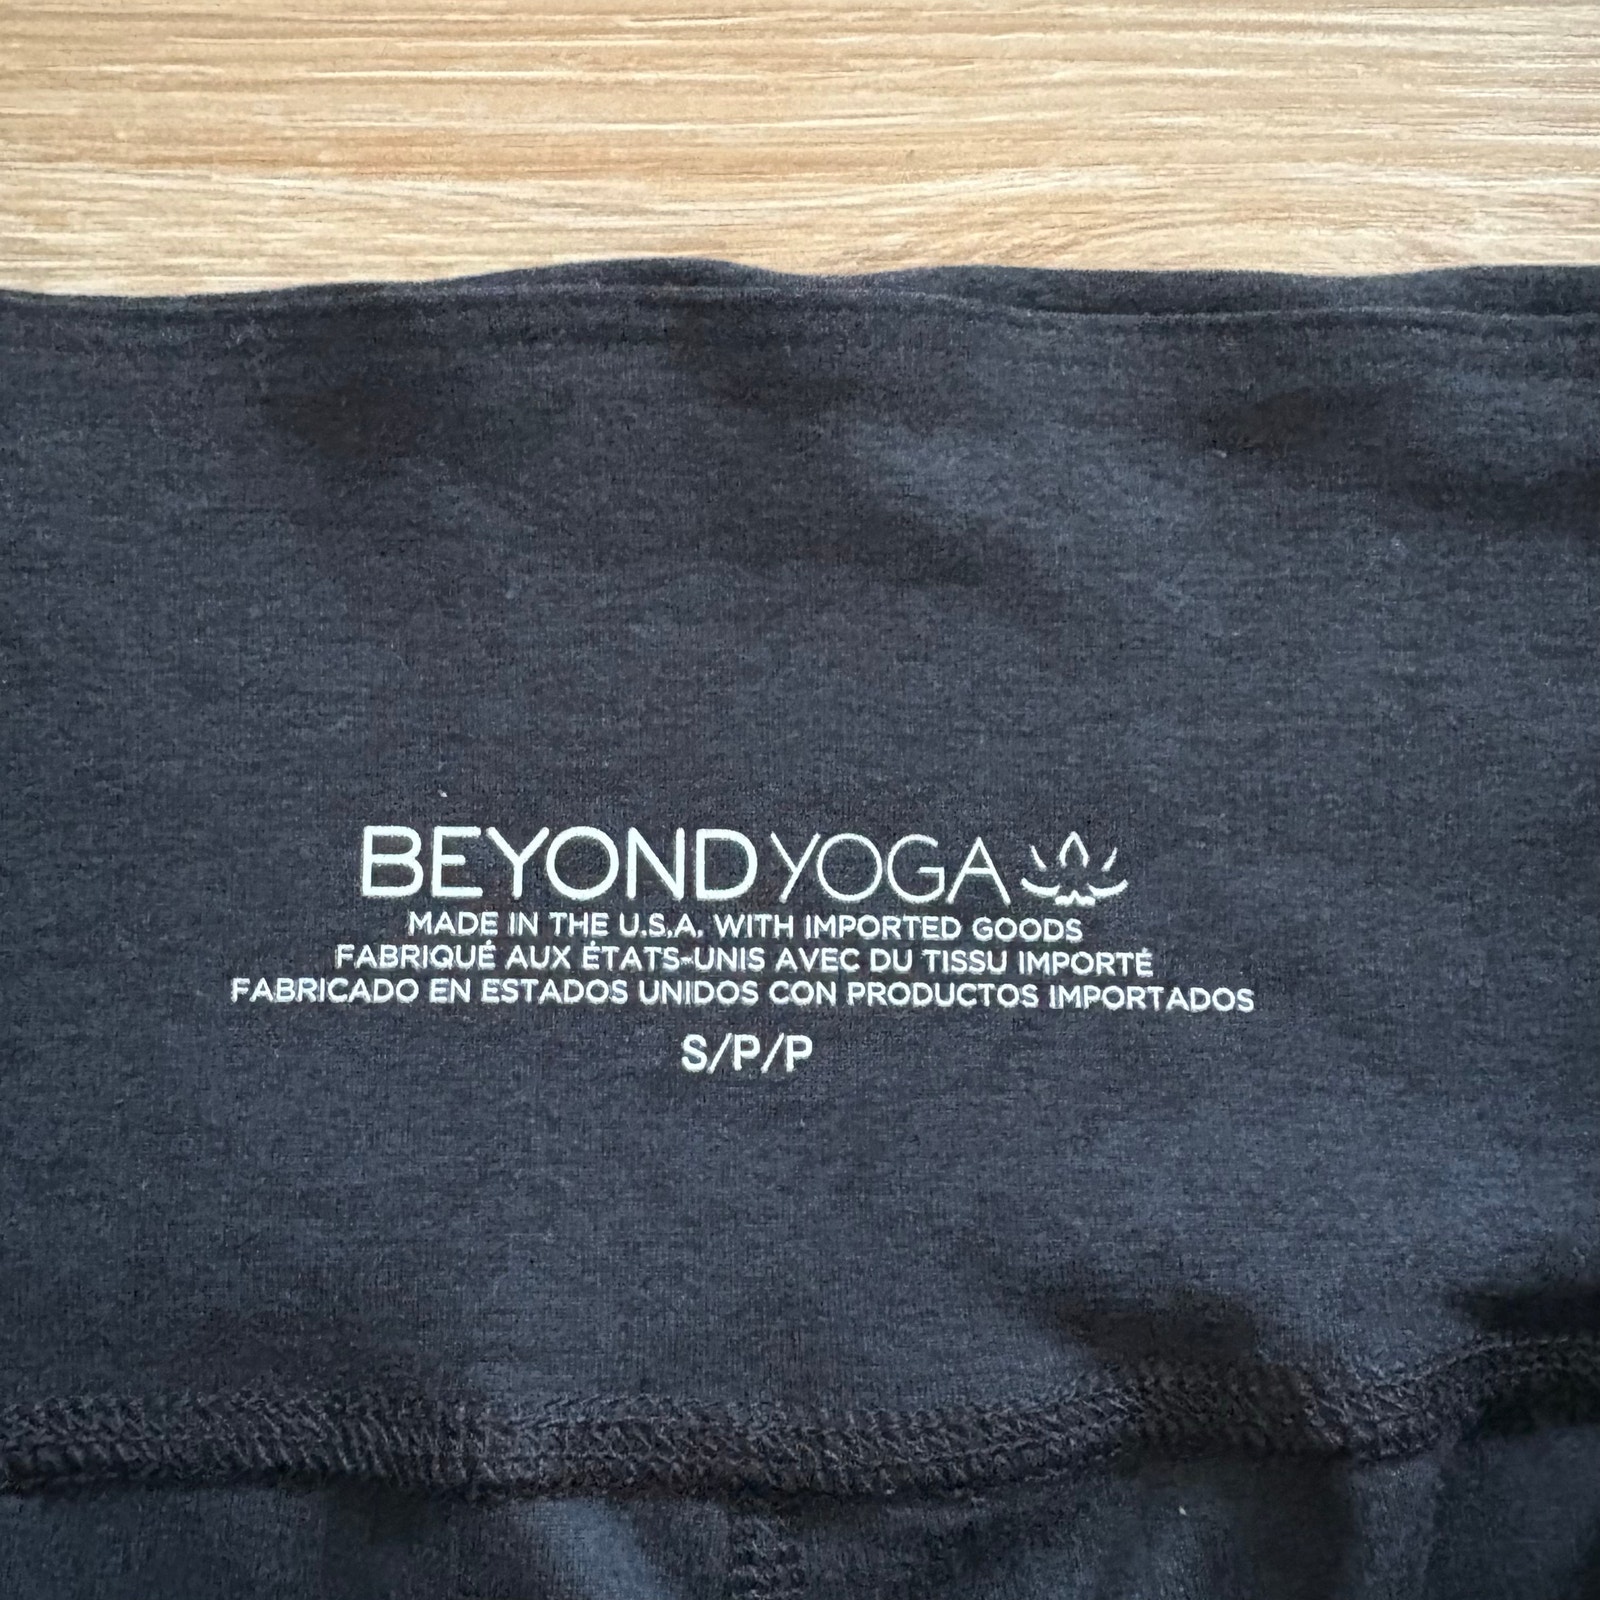 BEYOND YOGA
MADE IN THE U.S.A. WITH IMPORTED GOODS
FABRIQUÉ AUX ÉTATS-UNIS AVEC DU TISSU IMPORTÉ
FABRICADO EN ESTADOS UNIDOS CON PRODUCTOS IMPORTADOS
S/P/P